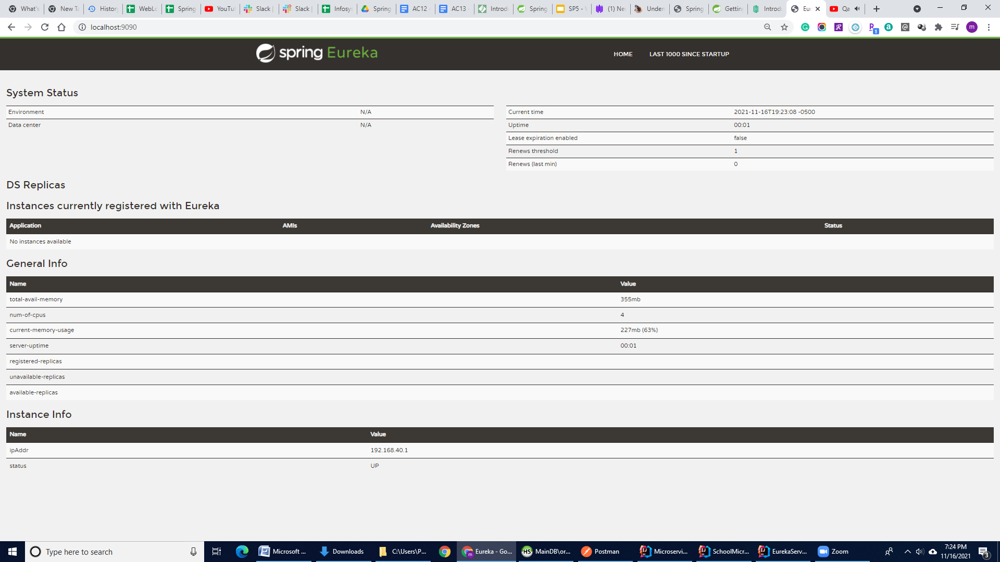 What's New Ta History WebLo Spring YouTu Slack Slack Infosys Spring AC12 - AC13 - Introdu Spring SP5 - (1) Ne Under Spring Gettin Introd Eur Qa
localhost:9090
spring Eureka HOME LAST 1000 SINCE STARTUP
System Status
Environment N/A Current time 2021-11-16T19:23:08 -0500
Data center N/A Uptime 00:01
Lease expiration enabled false
Renews threshold 1
Renews (last min) 0
DS Replicas
Instances currently registered with Eureka
Application AMIs Availability Zones Status
No instances available
General Info
Name Value
total-avail-memory 355mb
num-of-cpus 4
current-memory-usage 227mb (63%)
server-uptime 00:01
registered-replicas
unavailable-replicas
available-replicas
Instance Info
Name Value
ipAddr 192.168.40.1
status UP
Type here to search Microsoft ... Downloads C:\Users\P... Eureka - Go... MainDB\or... Postman Microservi... SchoolMicr... EurekaServ... Zoom 7:24 PM
11/16/2021 3